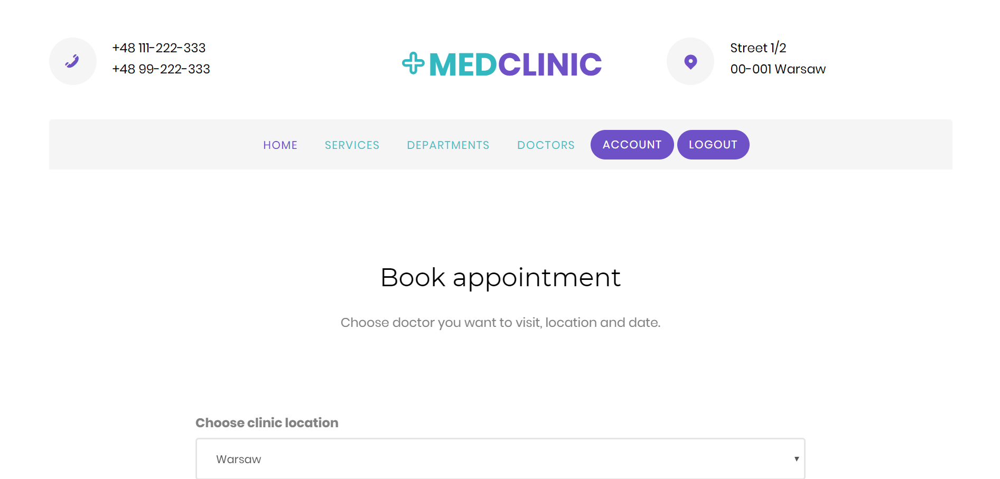 +48 111-222-333
+48 99-222-333
MEDCLINIC
Street 1/2
00-001 Warsaw
HOME SERVICES DEPARTMENTS DOCTORS ACCOUNT LOGOUT
Book appointment
Choose doctor you want to visit, location and date.
Choose clinic location
Warsaw